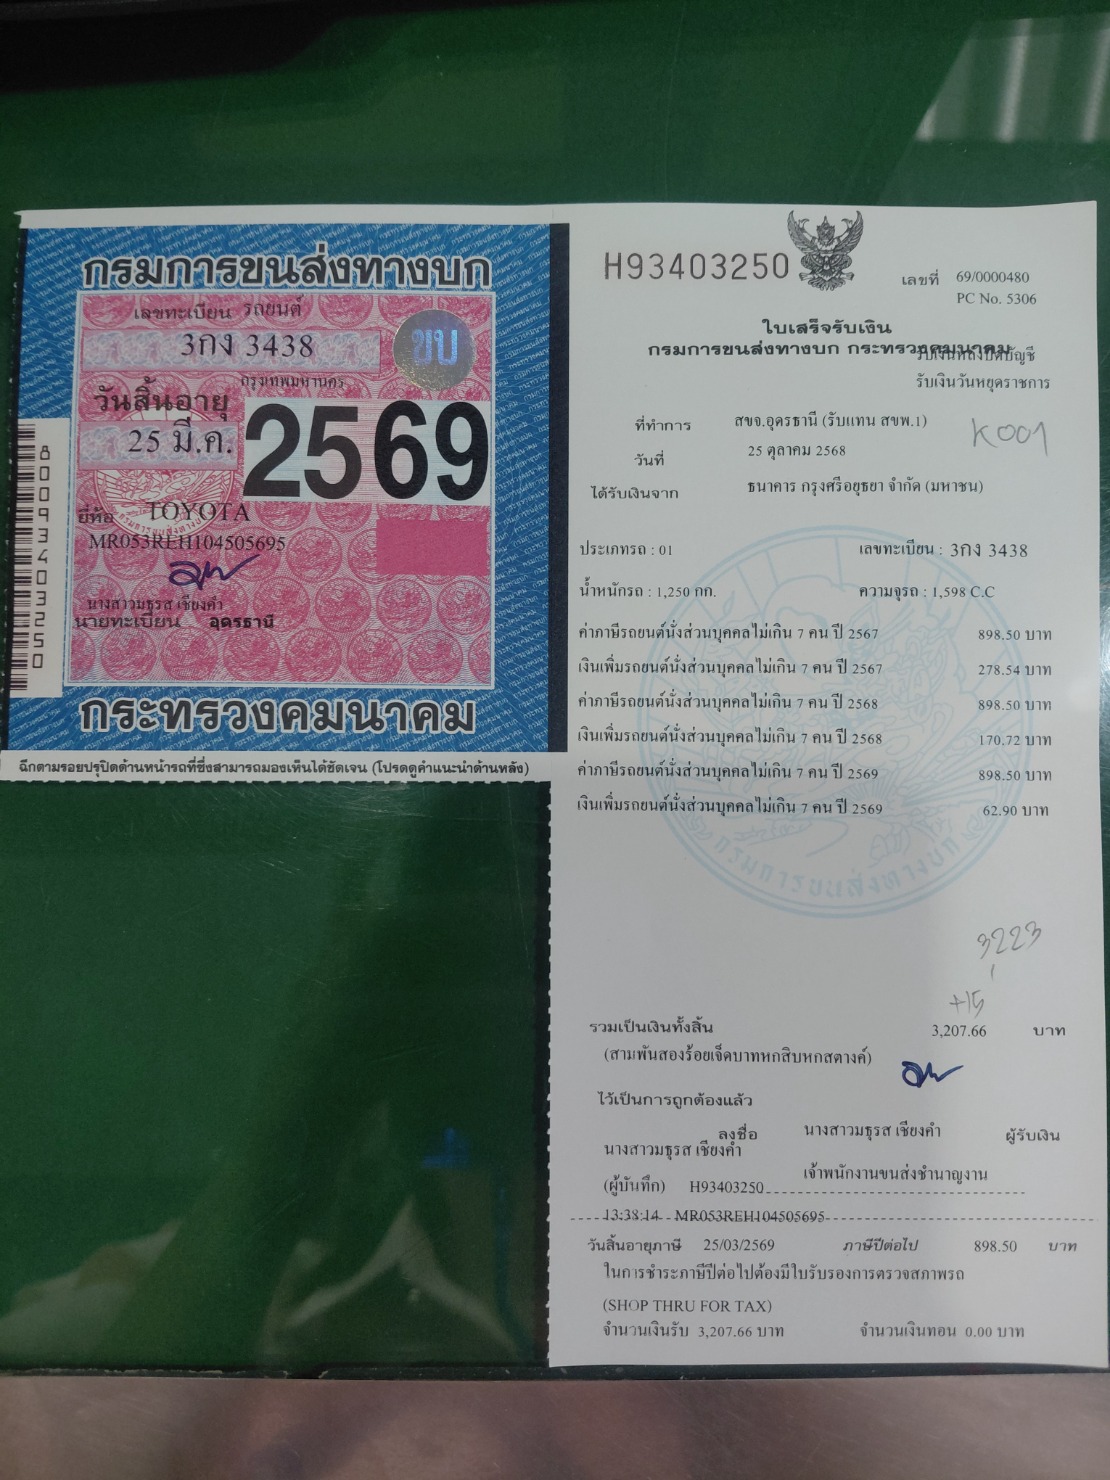 กรมการขนส่งทางบก
เลขทะเบียน รถยนต์
3กง 3438
ขบ
กรุงเทพมหานคร
วันสิ้นอายุ
25 มี.ค.
2569
ยี่ห้อ TOYOTA
MR053REH104505695
นางสาวมธุรส เชียงคำ
นายทะเบียน อุดรธานี
80093403250
กระทรวงคมนาคม
ฉีกตามรอยปรุปิดด้านหน้ารถที่ซึ่งสามารถมองเห็นได้ชัดเจน (โปรดดูคำแนะนำด้านหลัง)
H93403250
เลขที่ 69/0000480
PC No. 5306
ใบเสร็จรับเงิน
กรมการขนส่งทางบก กระทรวงคมนาคม
รับเงินหลังปิดบัญชี
รับเงินวันหยุดราชการ
ที่ทำการ สขจ.อุดรธานี (รับแทน สขพ.1)
K001
วันที่ 25 ตุลาคม 2568
ได้รับเงินจาก ธนาคาร กรุงศรีอยุธยา จำกัด (มหาชน)
ประเภทรถ : 01 เลขทะเบียน : 3กง 3438
น้ำหนักรถ : 1,250 กก. ความจุรถ : 1,598 C.C
ค่าภาษีรถยนต์นั่งส่วนบุคคลไม่เกิน 7 คน ปี 2567 898.50 บาท
เงินเพิ่มรถยนต์นั่งส่วนบุคคลไม่เกิน 7 คน ปี 2567 278.54 บาท
ค่าภาษีรถยนต์นั่งส่วนบุคคลไม่เกิน 7 คน ปี 2568 898.50 บาท
เงินเพิ่มรถยนต์นั่งส่วนบุคคลไม่เกิน 7 คน ปี 2568 170.72 บาท
ค่าภาษีรถยนต์นั่งส่วนบุคคลไม่เกิน 7 คน ปี 2569 898.50 บาท
เงินเพิ่มรถยนต์นั่งส่วนบุคคลไม่เกิน 7 คน ปี 2569 62.90 บาท
กรมการขนส่งทางบก
3223
+15
รวมเป็นเงินทั้งสิ้น 3,207.66 บาท
(สามพันสองร้อยเจ็ดบาทหกสิบหกสตางค์)
ไว้เป็นการถูกต้องแล้ว
ลงชื่อ นางสาวมธุรส เชียงคำ ผู้รับเงิน
นางสาวมธุรส เชียงคำ
เจ้าพนักงานขนส่งชำนาญงาน
(ผู้บันทึก) H93403250
13:38:14 MR053REH104505695
วันสิ้นอายุภาษี 25/03/2569 ภาษีปีต่อไป 898.50 บาท
ในการชำระภาษีปีต่อไปต้องมีใบรับรองการตรวจสภาพรถ
(SHOP THRU FOR TAX)
จำนวนเงินรับ 3,207.66 บาท จำนวนเงินทอน 0.00 บาท